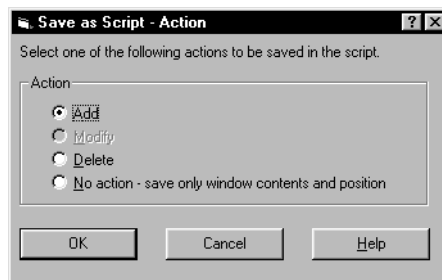 Save as Script - Action
Select one of the following actions to be saved in the script.
Action
Add
Modify
Delete
No action - save only window contents and position
OK Cancel Help